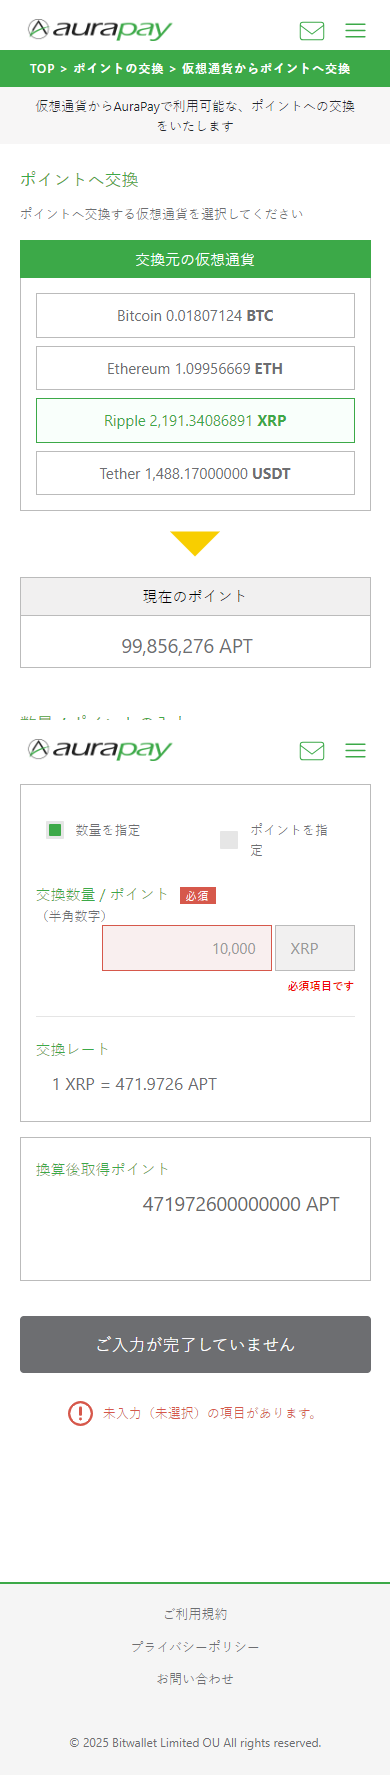 aurapay
TOP > ポイントの交換 > 仮想通貨からポイントへ交換
仮想通貨からAuraPayで利用可能な、ポイントへの交換
をいたします
ポイントへ交換
ポイントへ交換する仮想通貨を選択してください
交換元の仮想通貨
Bitcoin 0.01807124 BTC
Ethereum 1.09956669 ETH
Ripple 2,191.34086891 XRP
Tether 1,488.17000000 USDT
現在のポイント
99,856,276 APT
数量 / ポイントの入力
aurapay
数量を指定
ポイントを指
定
交換数量 / ポイント 必須
（半角数字）
10,000 XRP
必須項目です
交換レート
1 XRP = 471.9726 APT
換算後取得ポイント
471972600000000 APT
ご入力が完了していません
未入力（未選択）の項目があります。
ご利用規約
プライバシーポリシー
お問い合わせ
© 2025 Bitwallet Limited OU All rights reserved.